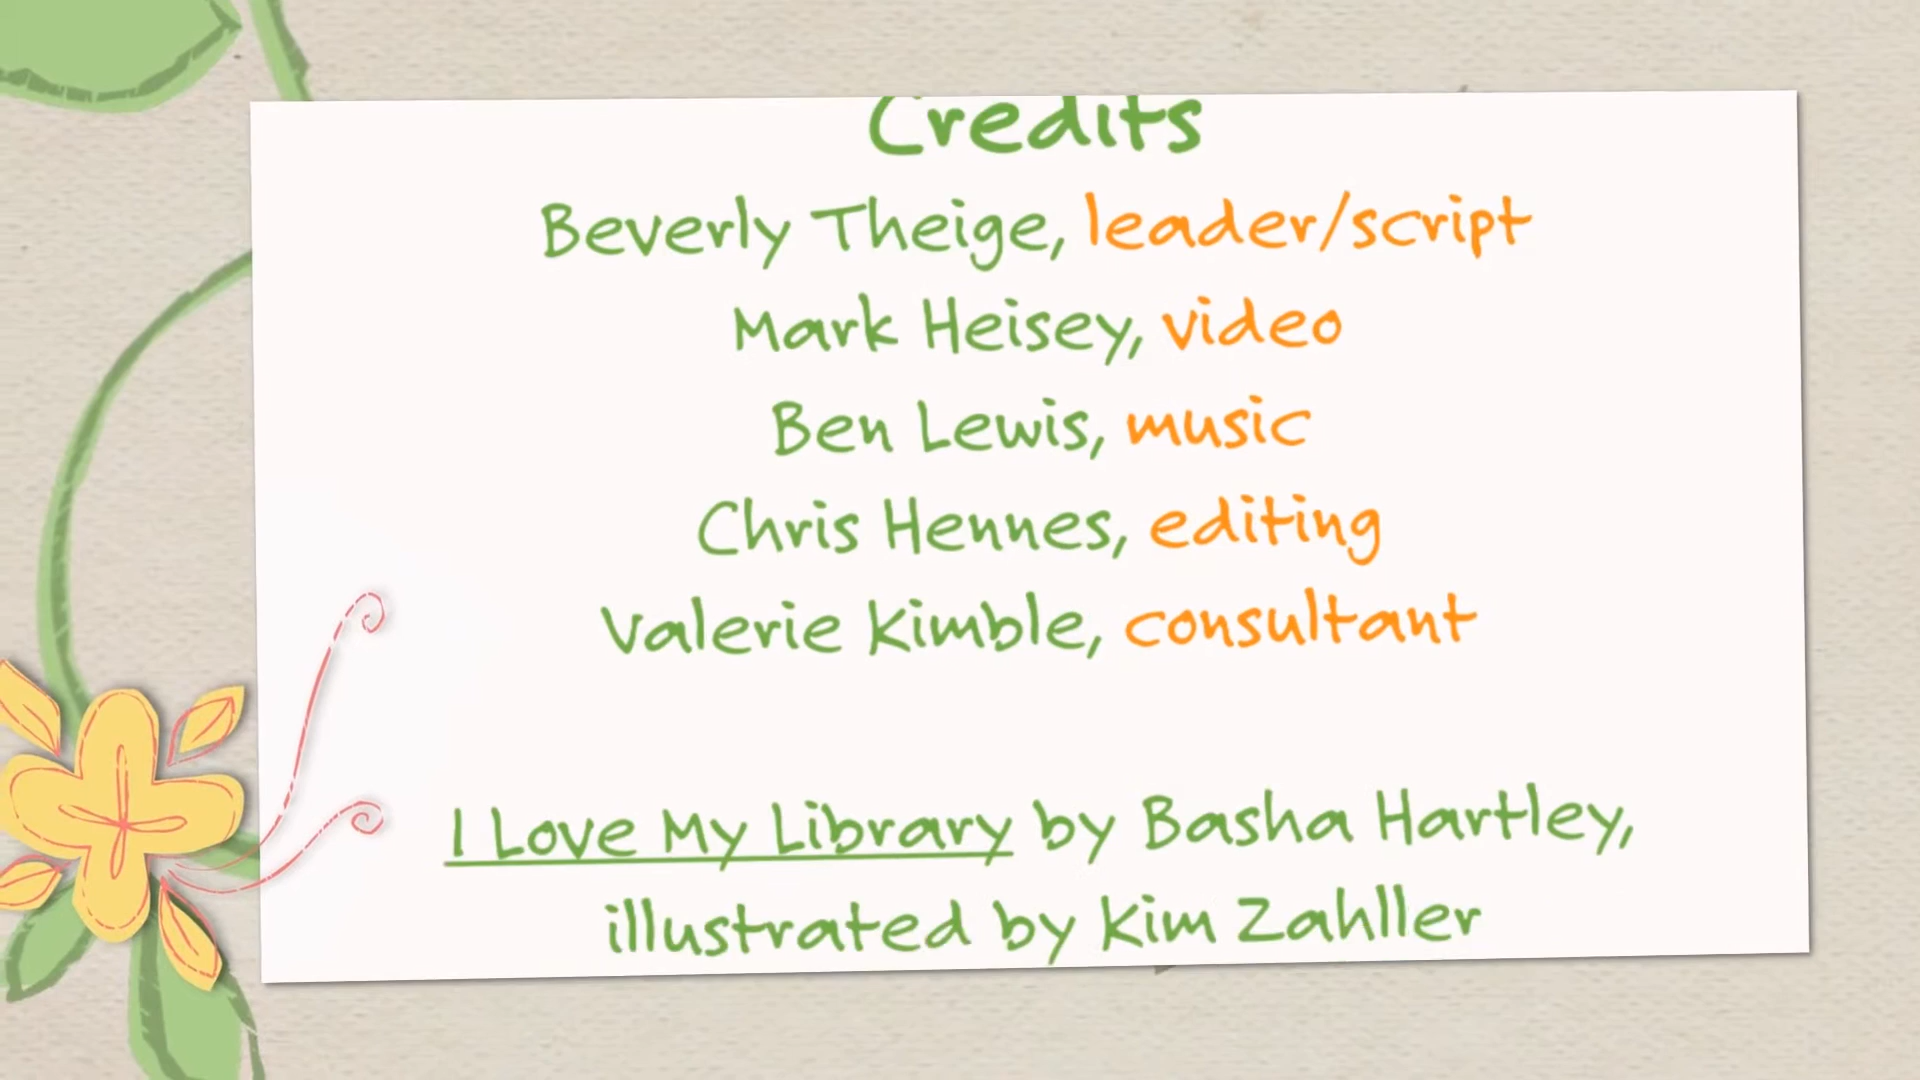 Credits
Beverly Theige, leader/script
Mark Heisey, video
Ben Lewis, music
Chris Hennes, editing
Valerie Kimble, consultant
I Love My Library by Basha Hartley,
illustrated by Kim Zahller